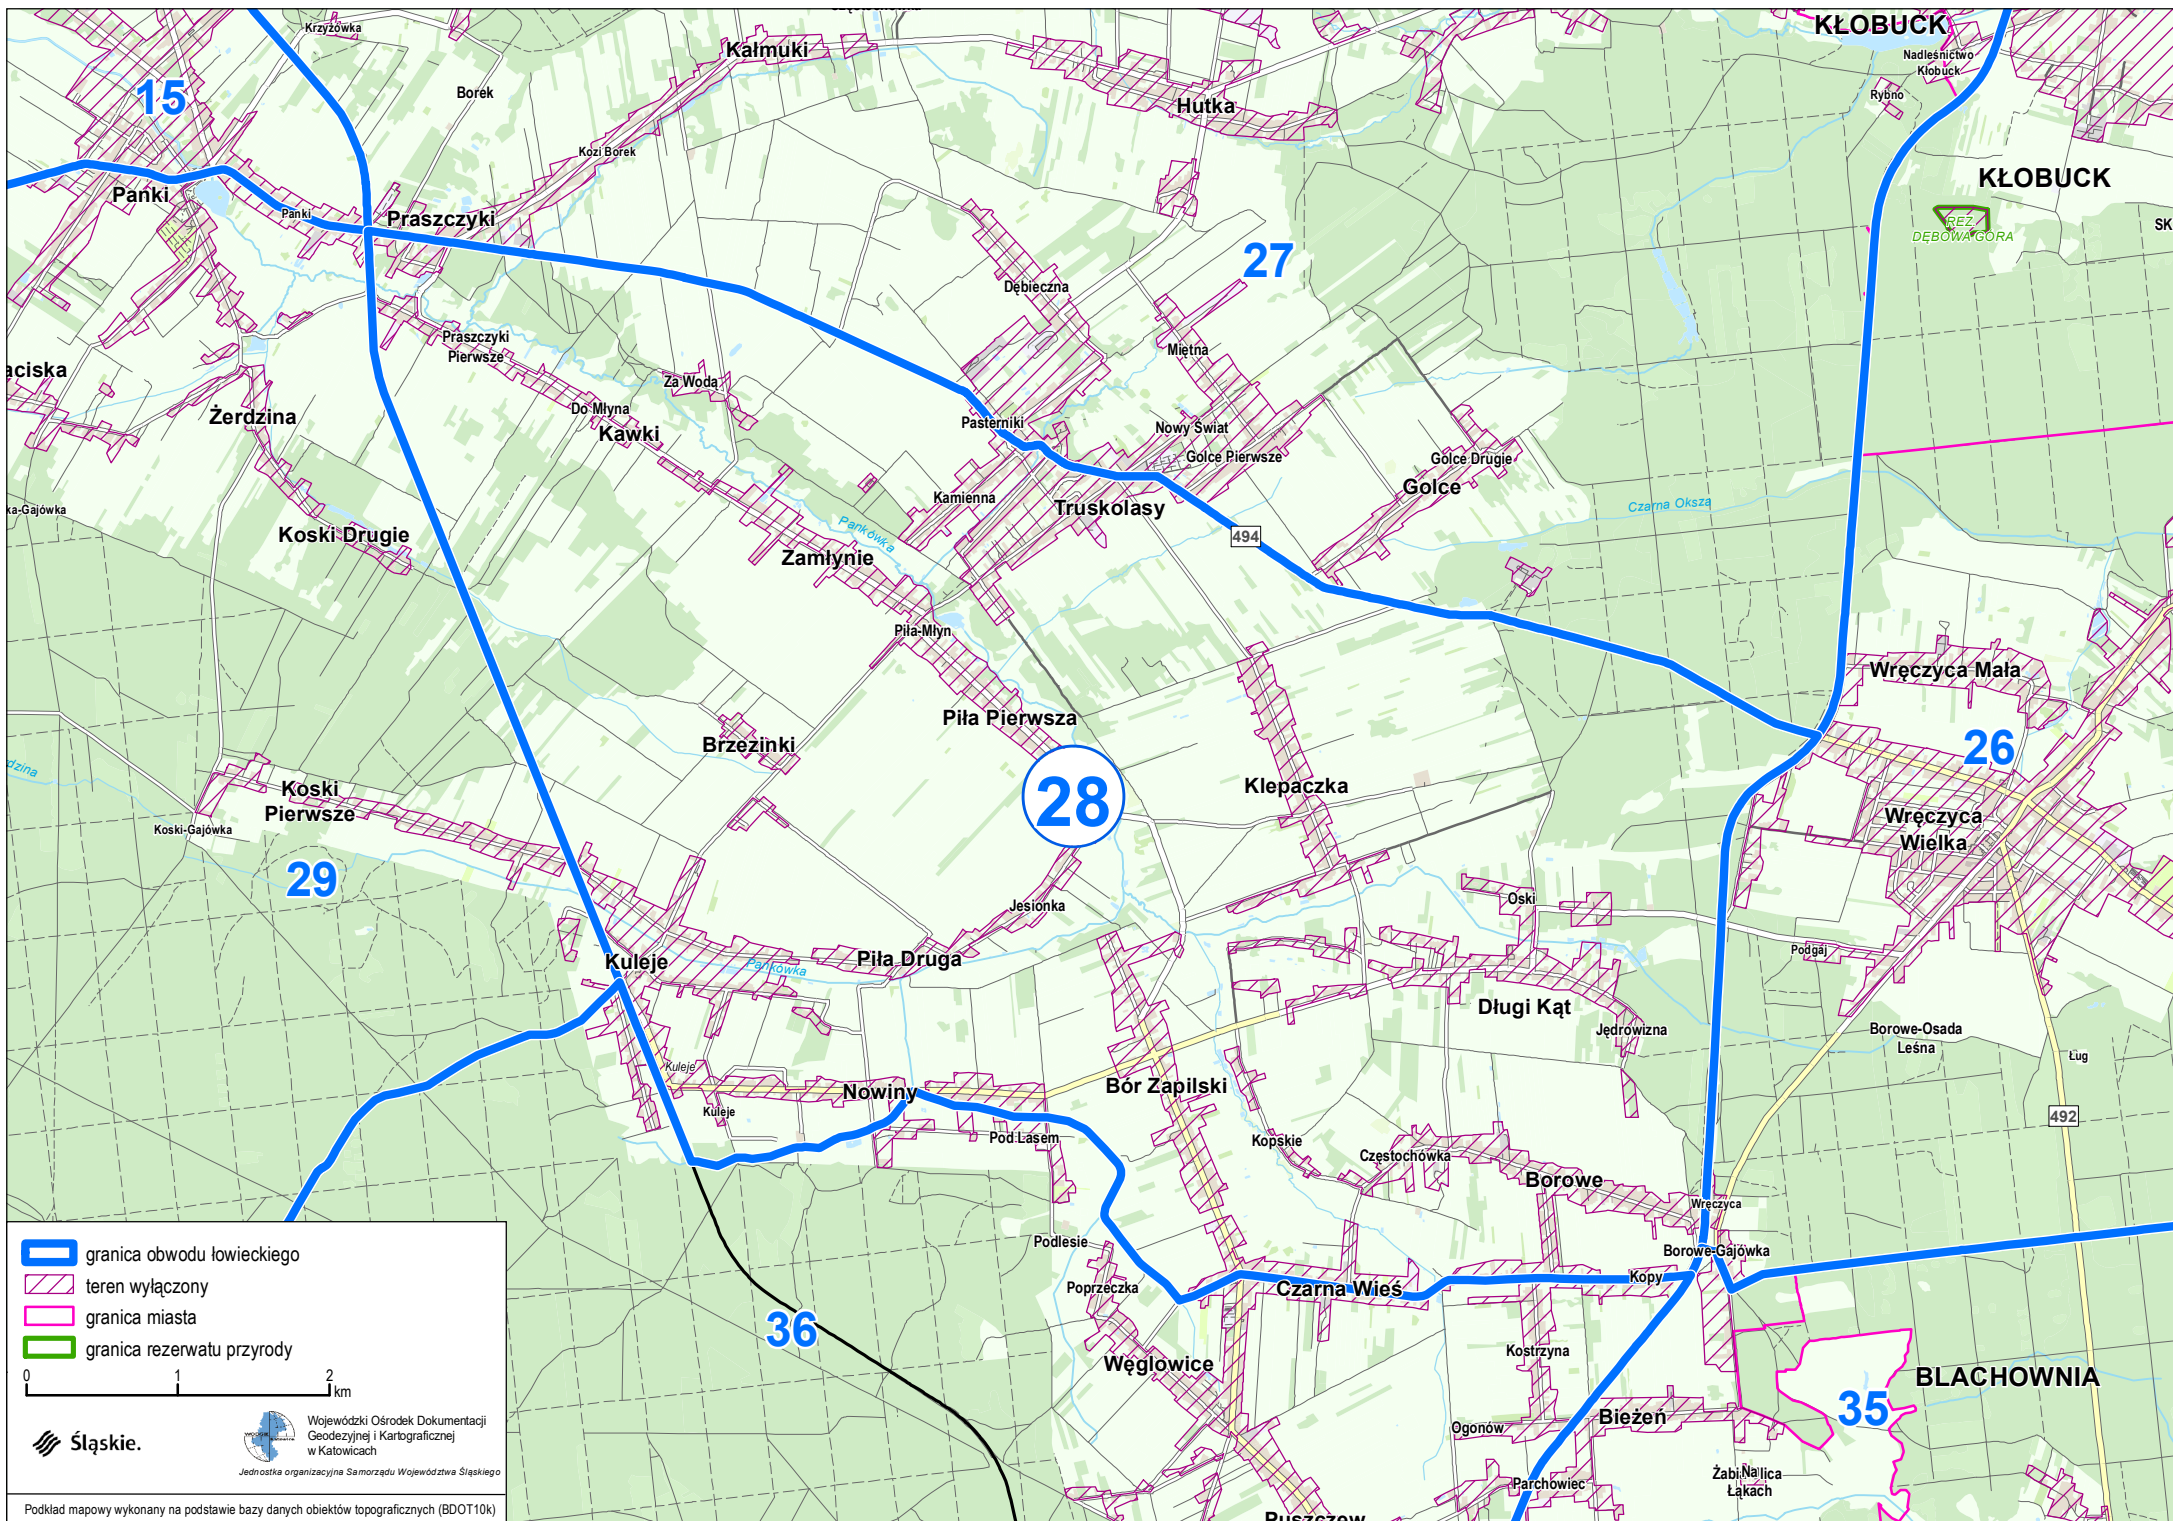 Krzyżówka
KŁOBUCK
Kałmuki
Nadleśnictwo
Kłobuck
15
Borek
Rybno
Hutka
Kozi Borek
KŁOBUCK
Panki
Panki
Praszczyki
REZ.
DĘBOWA GÓRA
SK
27
Dębieczna
Praszczyki
Pierwsze
Miętna
aciska
Za Wodą
Żerdzina
Do Młyna
Kawki
Pasterniki
Nowy Świat
Golce Pierwsze
Golce Drugie
Golce
ka-Gajówka
Kamienna
Truskolasy
Czarna Oksza
Koski Drugie
Pankówka
494
Zamłynie
Piła-Młyn
Wręczyca Mała
Piła Pierwsza
Brzezinki
26
dzina
Koski
Pierwsze
28
Klepaczka
Wręczyca
Wielka
Koski-Gajówka
29
Jesionka
Oski
Podgaj
Kuleje
Pankówka
Piła Druga
Długi Kąt
Jędrowizna
Borowe-Osada
Leśna
Ług
Kuleje
Nowiny
Bór Zapilski
Kuleje
Pod Lasem
492
Kopskie
Częstochówka
Borowe
Wręczyca
Podlesie
Borowe-Gajówka
Poprzeczka
Czarna Wieś
Kopy
36
Węglowice
Kostrzyna
BLACHOWNIA
35
Ogonów
Bieżeń
Parchowiec
Na
Łąkach
granica obwodu łowieckiego
teren wyłączony
granica miasta
granica rezerwatu przyrody
0 1 2
km
Śląskie.
WODGiK
Katowice
Wojewódzki Ośrodek Dokumentacji
Geodezyjnej i Kartograficznej
w Katowicach
Jednostka organizacyjna Samorządu Województwa Śląskiego
Podkład mapowy wykonany na podstawie bazy danych obiektów topograficznych (BDOT10k)